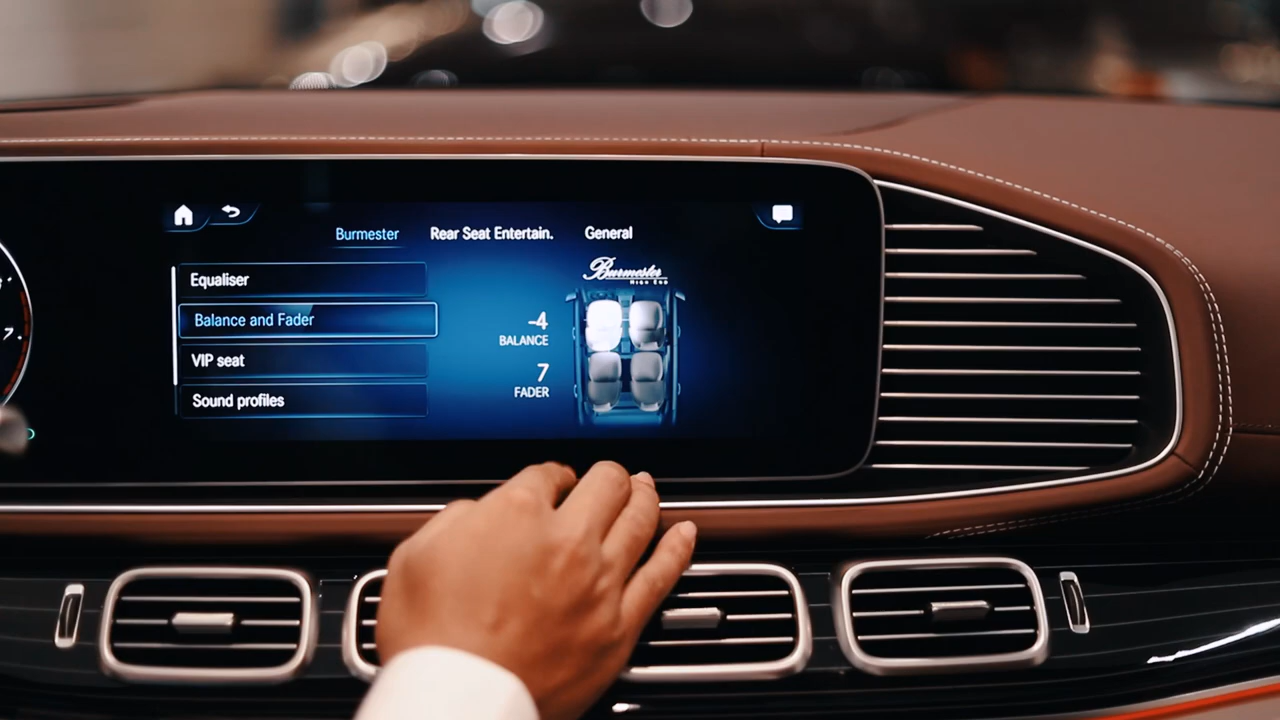 Burmester Rear Seat Entertain. General
Equaliser
Balance and Fader
VIP seat
Sound profiles
Burmester
High End
-4
BALANCE
7
FADER
7